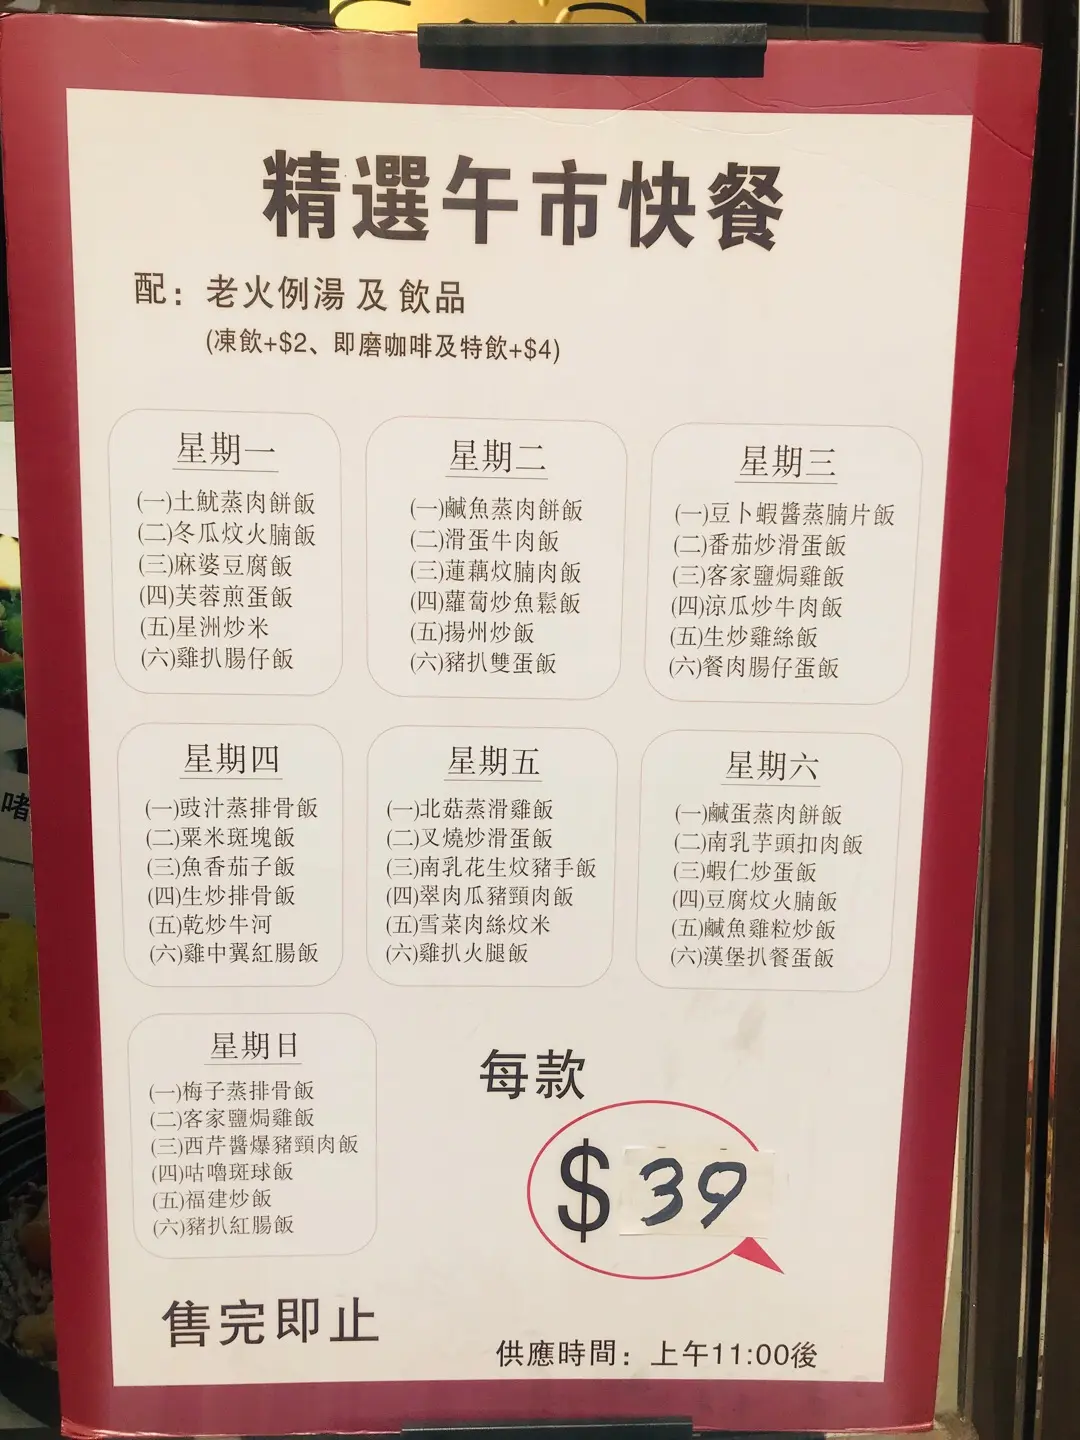 精選午市快餐
配：老火例湯 及 飲品
(凍飲+$2、即磨咖啡及特飲+$4)
星期一
(一)土魷蒸肉餅飯
(二)冬瓜炆火腩飯
(三)麻婆豆腐飯
(四)芙蓉煎蛋飯
(五)星洲炒米
(六)雞扒腸仔飯
星期二
(一)鹹魚蒸肉餅飯
(二)滑蛋牛肉飯
(三)蓮藕炆腩肉飯
(四)蘿蔔炒魚鬆飯
(五)揚州炒飯
(六)豬扒雙蛋飯
星期三
(一)豆卜蝦醬蒸腩片飯
(二)番茄炒滑蛋飯
(三)客家鹽焗雞飯
(四)涼瓜炒牛肉飯
(五)生炒雞絲飯
(六)餐肉腸仔蛋飯
星期四
(一)豉汁蒸排骨飯
(二)粟米斑塊飯
(三)魚香茄子飯
(四)生炒排骨飯
(五)乾炒牛河
(六)雞中翼紅腸飯
星期五
(一)北菇蒸滑雞飯
(二)叉燒炒滑蛋飯
(三)南乳花生炆豬手飯
(四)翠肉瓜豬頸肉飯
(五)雪菜肉絲炆米
(六)雞扒火腿飯
星期六
(一)鹹蛋蒸肉餅飯
(二)南乳芋頭扣肉飯
(三)蝦仁炒蛋飯
(四)豆腐炆火腩飯
(五)鹹魚雞粒炒飯
(六)漢堡扒餐蛋飯
星期日
(一)梅子蒸排骨飯
(二)客家鹽焗雞飯
(三)西芹醬爆豬頸肉飯
(四)咕嚕斑球飯
(五)福建炒飯
(六)豬扒紅腸飯
每款
$39
售完即止
供應時間：上午11:00後